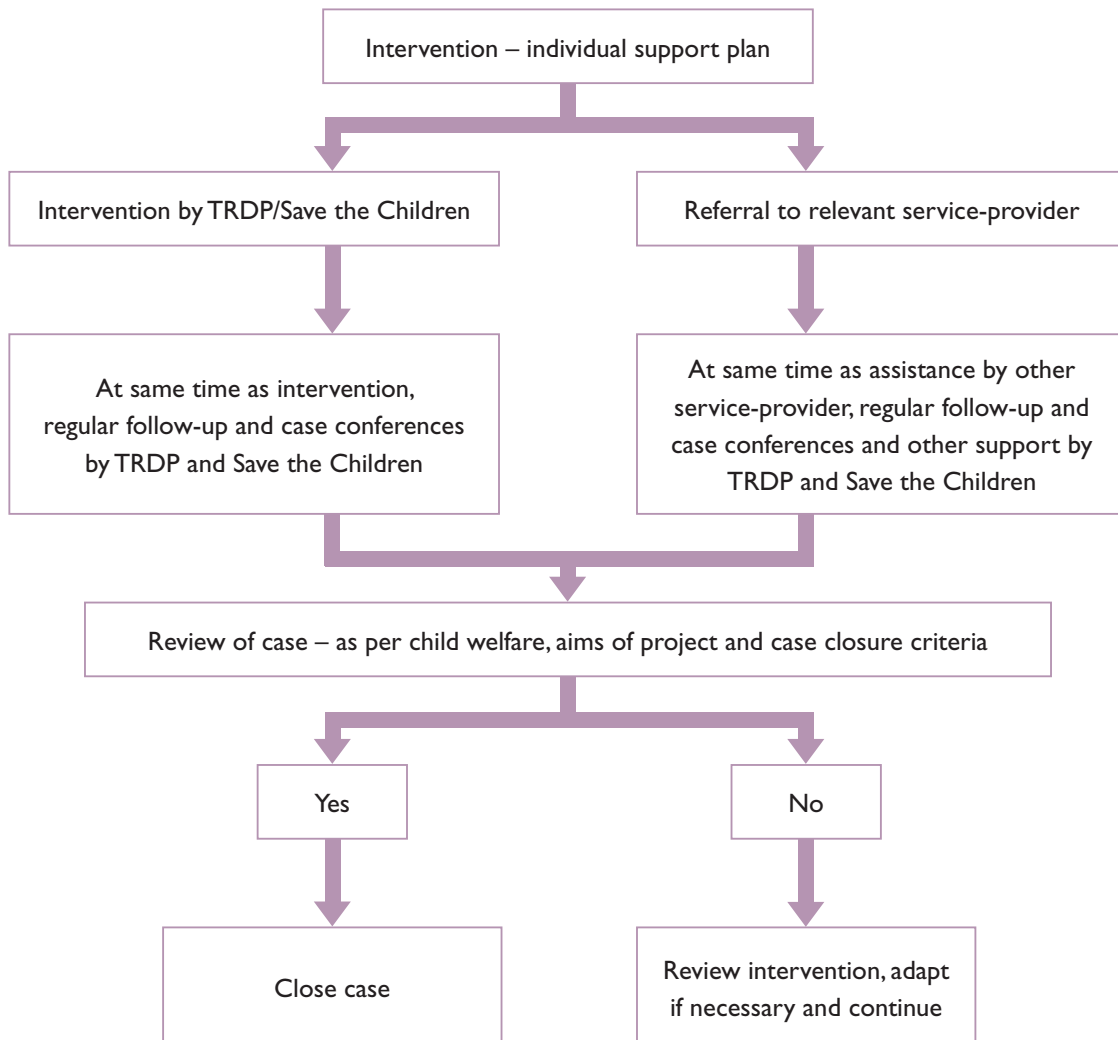 Intervention – individual support plan
Intervention by TRDP/Save the Children
Referral to relevant service-provider
At same time as intervention,
regular follow-up and case conferences
by TRDP and Save the Children
At same time as assistance by other
service-provider, regular follow-up and
case conferences and other support by
TRDP and Save the Children
Review of case – as per child welfare, aims of project and case closure criteria
Yes
No
Close case
Review intervention, adapt
if necessary and continue